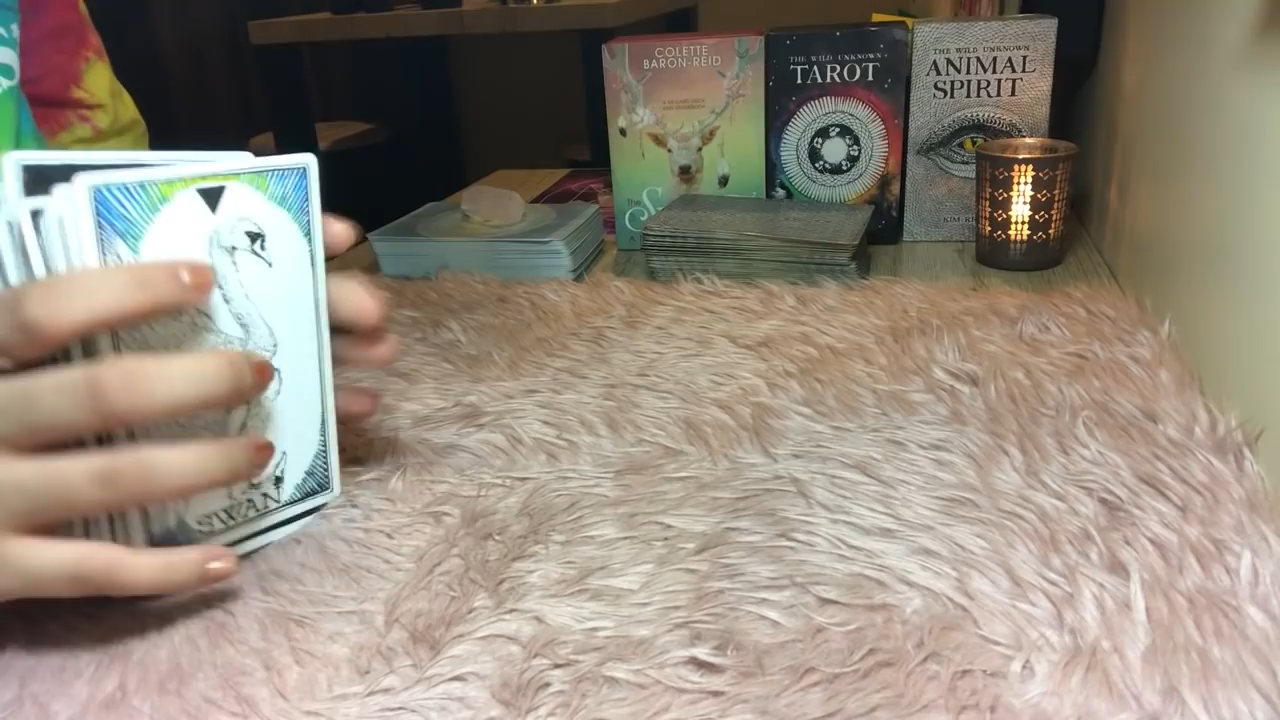 COLETTE
BARON-REID
THE WILD UNKNOWN
TAROT
THE WILD UNKNOWN
ANIMAL
SPIRIT
SWAN